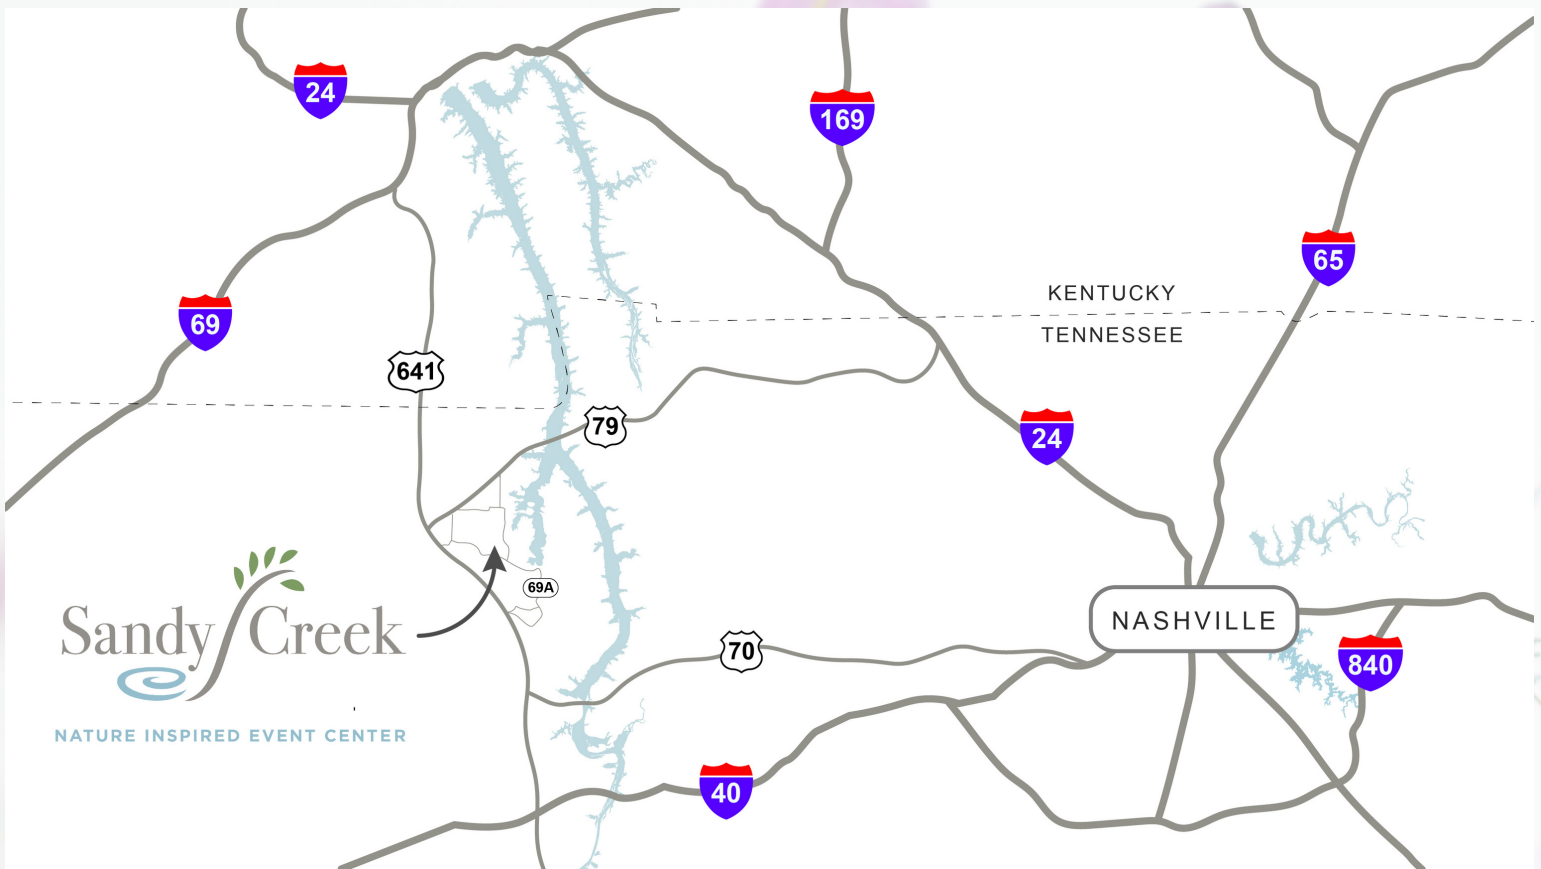 24
169
65
KENTUCKY
TENNESSEE
69
641
79
24
69A
Sandy Creek
NATURE INSPIRED EVENT CENTER
NASHVILLE
70
840
40